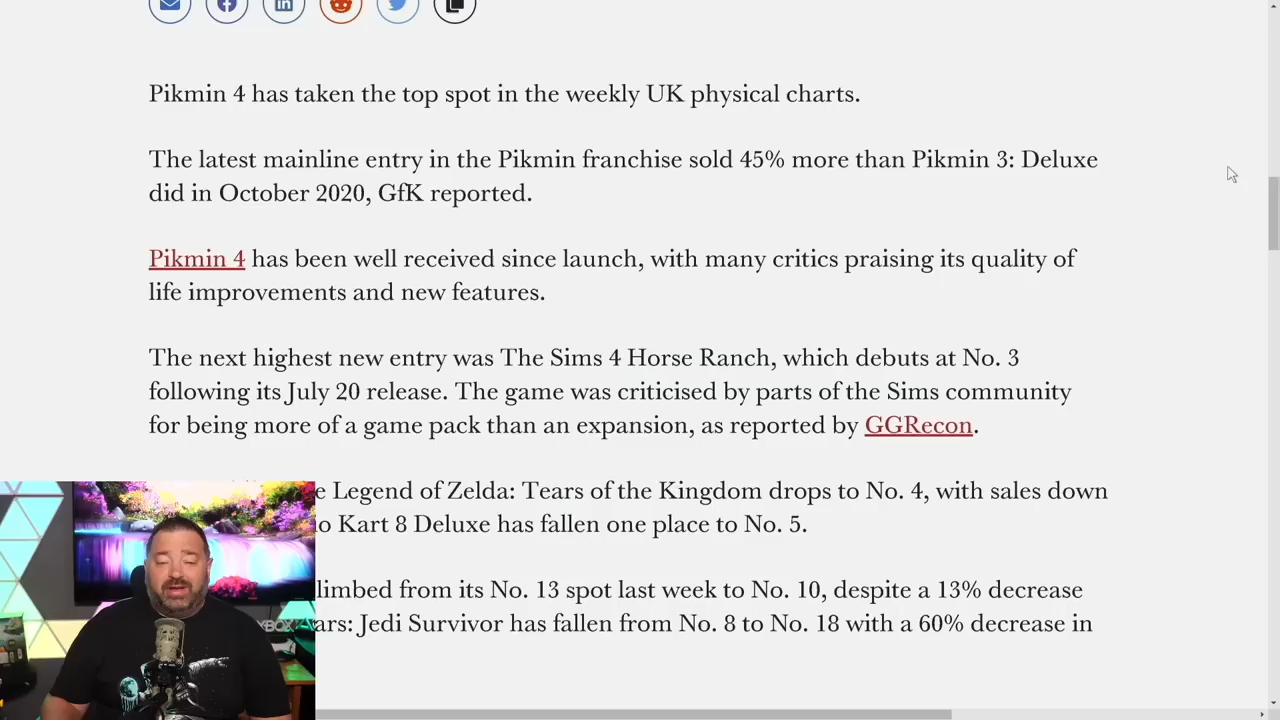 Pikmin 4 has taken the top spot in the weekly UK physical charts.
The latest mainline entry in the Pikmin franchise sold 45% more than Pikmin 3: Deluxe
did in October 2020, GfK reported.
Pikmin 4 has been well received since launch, with many critics praising its quality of
life improvements and new features.
The next highest new entry was The Sims 4 Horse Ranch, which debuts at No. 3
following its July 20 release. The game was criticised by parts of the Sims community
for being more of a game pack than an expansion, as reported by GGRecon.
e Legend of Zelda: Tears of the Kingdom drops to No. 4, with sales down
o Kart 8 Deluxe has fallen one place to No. 5.
limbed from its No. 13 spot last week to No. 10, despite a 13% decrease
ars: Jedi Survivor has fallen from No. 8 to No. 18 with a 60% decrease in
XBOX